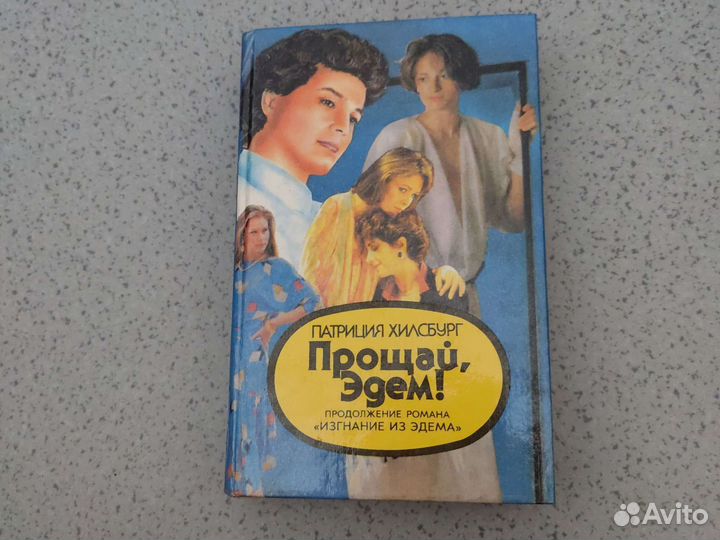 ПАТРИЦИЯ ХИЛСБУРГ
Прощай,
Эдем!
ПРОДОЛЖЕНИЕ РОМАНА
«ИЗГНАНИЕ ИЗ ЭДЕМА»
Avito